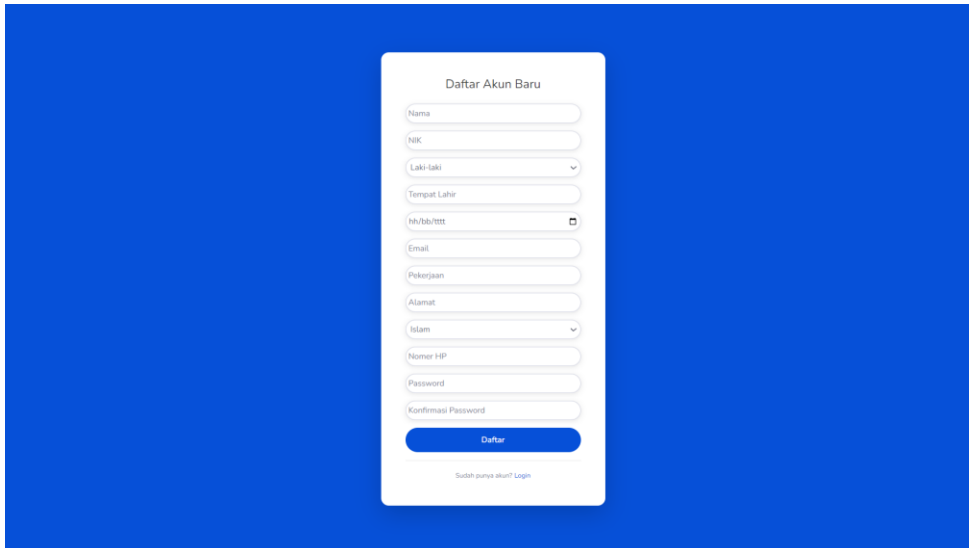 Daftar Akun Baru
Nama
NIK
Laki-laki
Tempat Lahir
hh/bb/tttt
Email
Pekerjaan
Alamat
Islam
Nomer HP
Password
Konfirmasi Password
Daftar
Sudah punya akun? Login